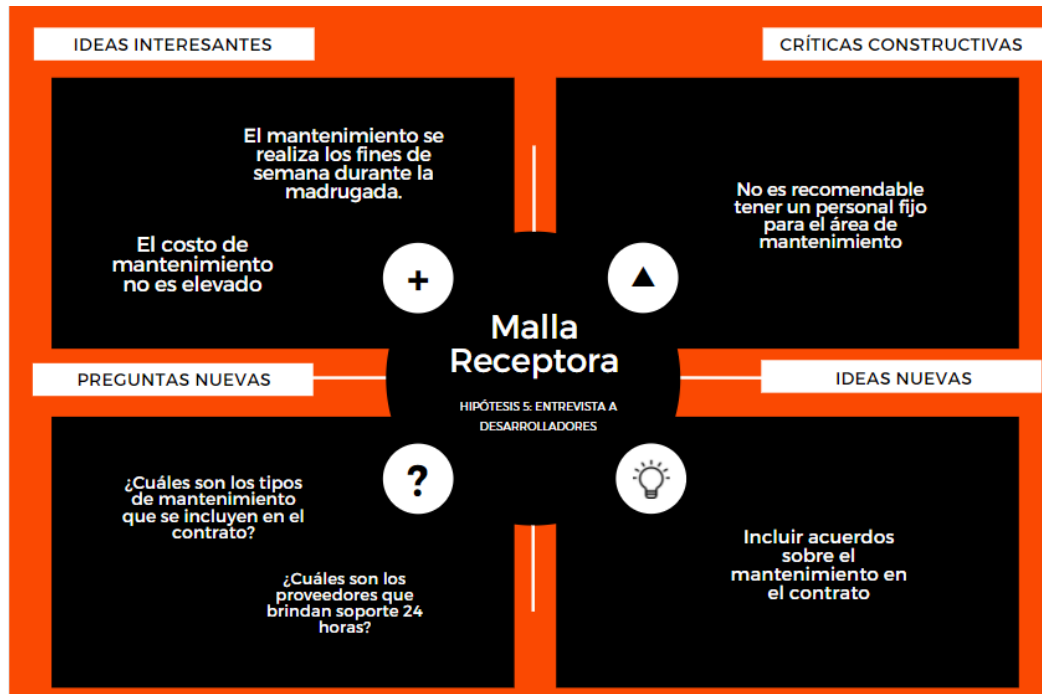 IDEAS INTERESANTES
CRÍTICAS CONSTRUCTIVAS
El mantenimiento se
realiza los fines de
semana durante la
madrugada.
El costo de
mantenimiento
no es elevado
+
No es recomendable
tener un personal fijo
para el área de
mantenimiento
Malla
Receptora
HIPÓTESIS 5: ENTREVISTA A
DESARROLLADORES
PREGUNTAS NUEVAS
IDEAS NUEVAS
¿Cuáles son los tipos
de mantenimiento
que se incluyen en el
contrato?
¿Cuáles son los
proveedores que
brindan soporte 24
horas?
?
Incluir acuerdos
sobre el
mantenimiento en
el contrato